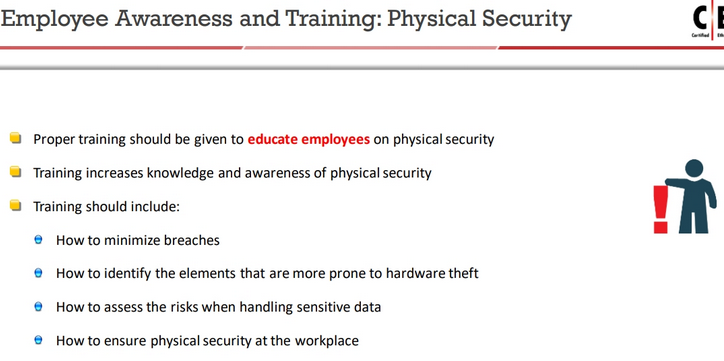 Employee Awareness and Training: Physical Security
C
Certified
Proper training should be given to educate employees on physical security
Training increases knowledge and awareness of physical security
Training should include:
How to minimize breaches
How to identify the elements that are more prone to hardware theft
How to assess the risks when handling sensitive data
How to ensure physical security at the workplace